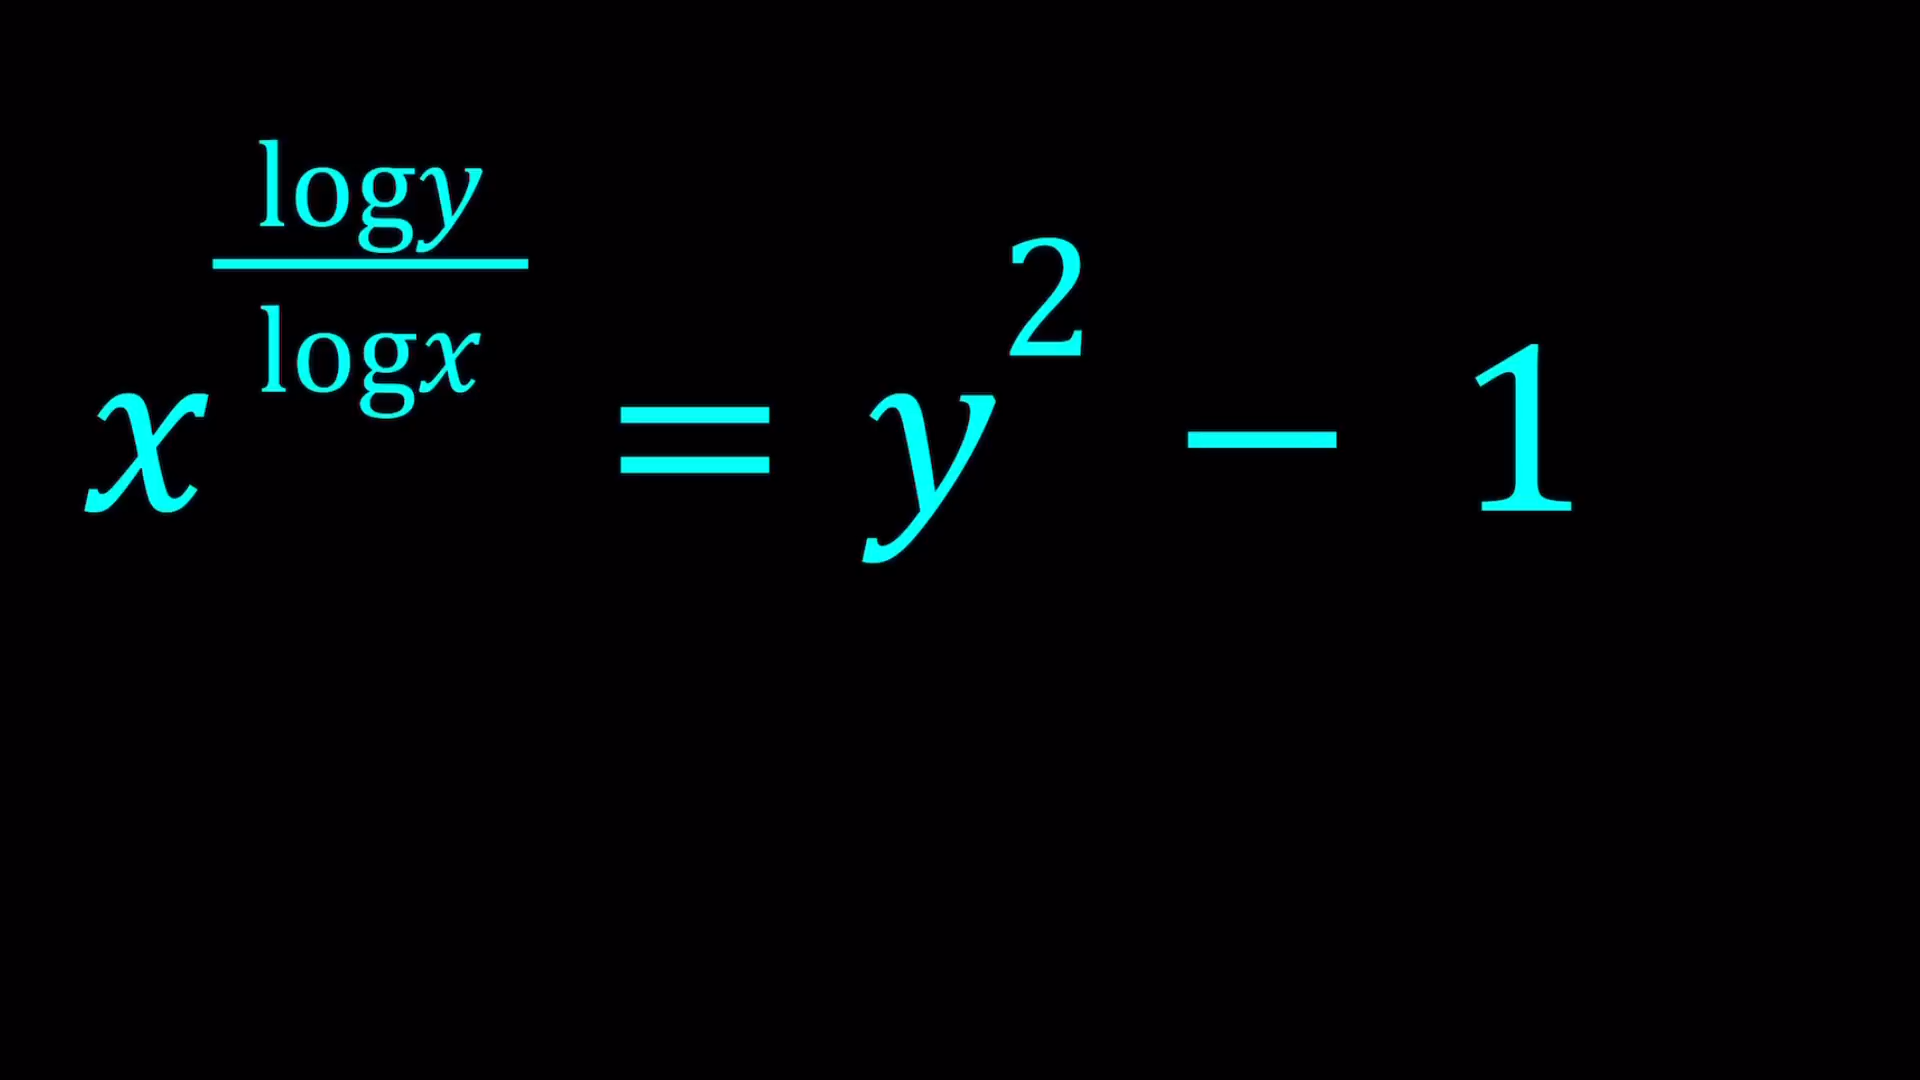 x^(logy/logx) = y^2 − 1